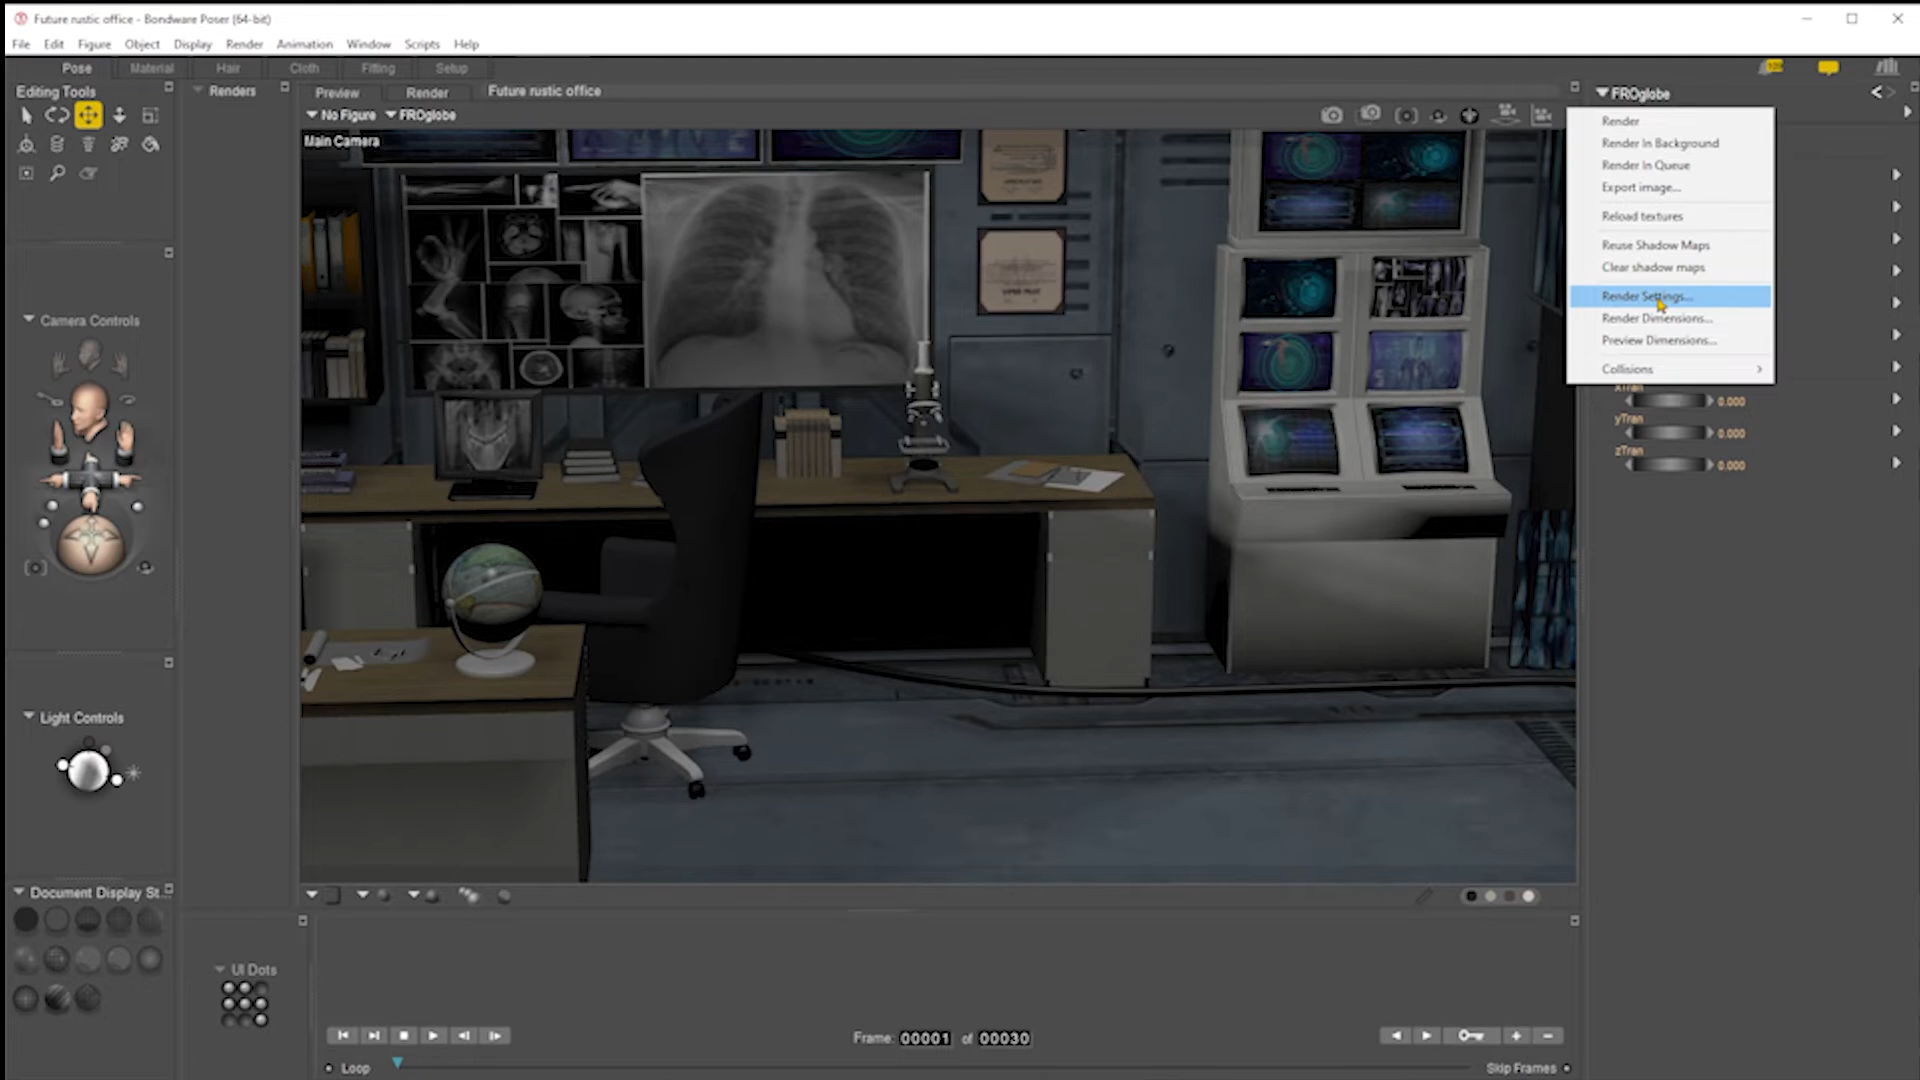 Future rustic office - Bondware Poser (64-bit)
File Edit Figure Object Display Render Animation Window Scripts Help
Pose Material Hair Cloth Fitting Setup
Editing Tools
Renders
Preview Render Future rustic office
No Figure FROglobe
Main Camera
FROglobe
Render
Render In Background
Render In Queue
Export image...
Reload textures
Reuse Shadow Maps
Clear shadow maps
Render Settings...
Render Dimensions...
Preview Dimensions...
Collisions
xTran
0.000
yTran
0.000
zTran
0.000
Camera Controls
Light Controls
Document Display St...
UI Dots
Frame: 00001 of 00030
Loop
Skip Frames